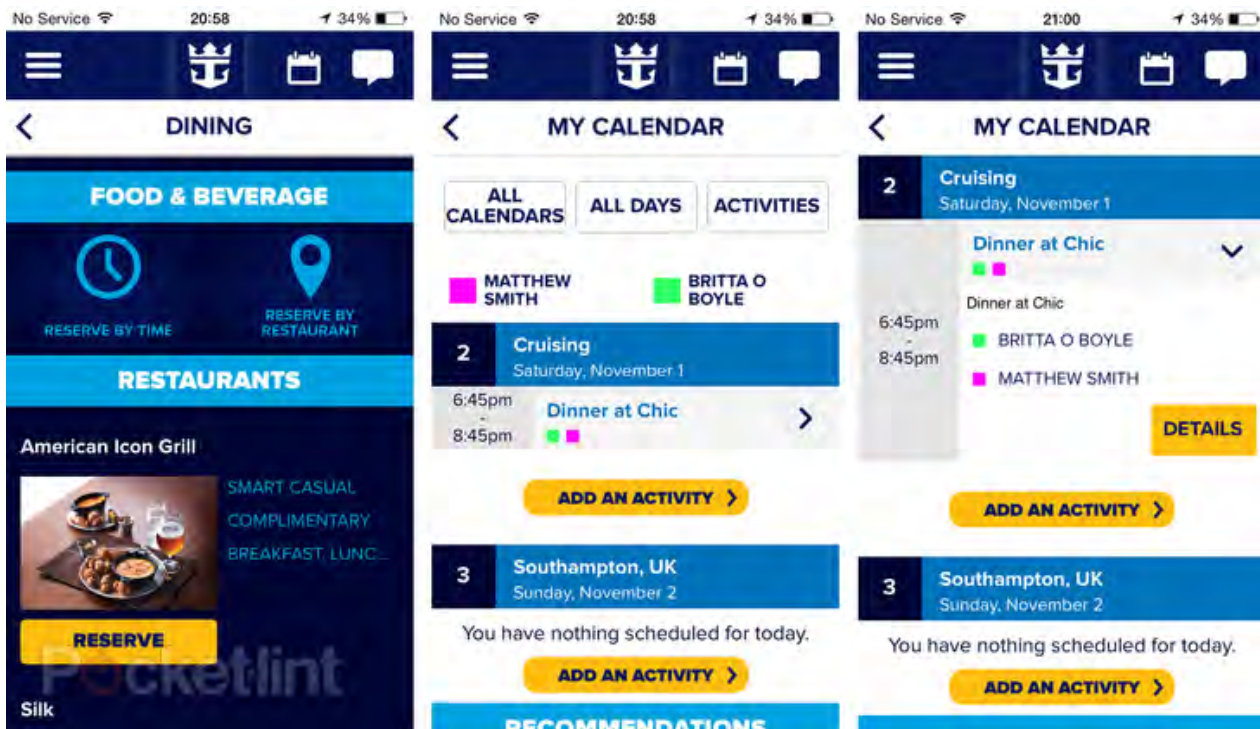 No Service 20:58 34%
DINING
FOOD & BEVERAGE
RESERVE BY TIME
RESERVE BY
RESTAURANT
RESTAURANTS
American Icon Grill
SMART CASUAL
COMPLIMENTARY
BREAKFAST, LUNC...
RESERVE
Pocket-lint
Silk
No Service 20:58 34%
MY CALENDAR
ALL
CALENDARS
ALL DAYS
ACTIVITIES
MATTHEW
SMITH
BRITTA O
BOYLE
2 Cruising
Saturday, November 1
6:45pm
-
8:45pm
Dinner at Chic
ADD AN ACTIVITY
3 Southampton, UK
Sunday, November 2
You have nothing scheduled for today.
ADD AN ACTIVITY
RECOMMENDATIONS
No Service 21:00 34%
MY CALENDAR
2 Cruising
Saturday, November 1
Dinner at Chic
Dinner at Chic
6:45pm
-
8:45pm
BRITTA O BOYLE
MATTHEW SMITH
DETAILS
ADD AN ACTIVITY
3 Southampton, UK
Sunday, November 2
You have nothing scheduled for today.
ADD AN ACTIVITY